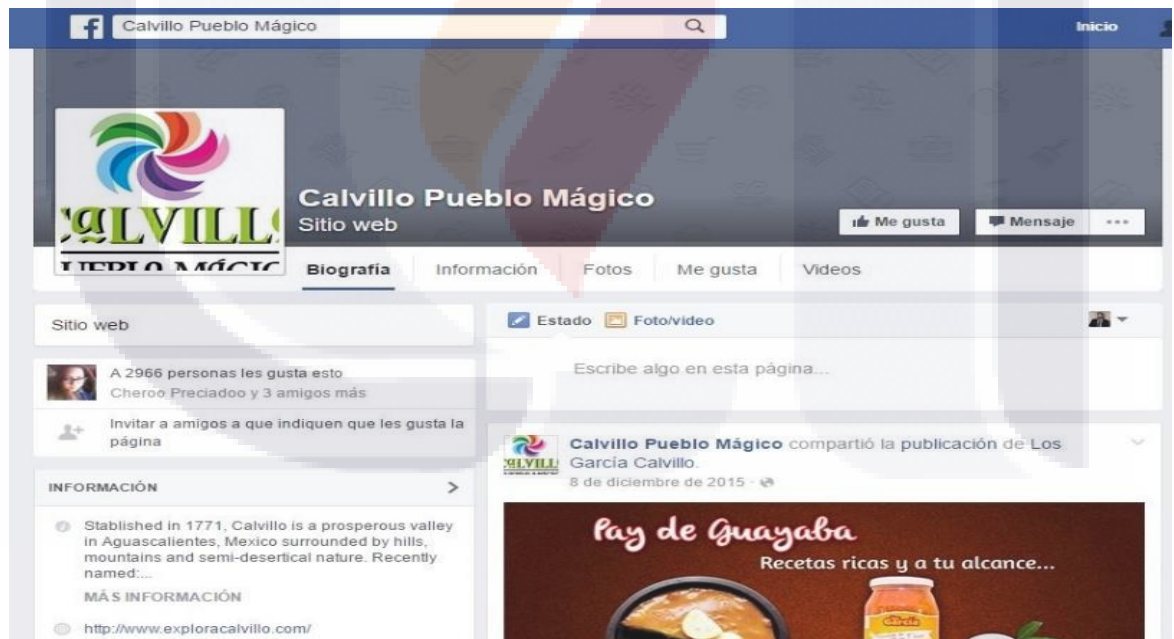 Calvillo Pueblo Mágico
Inicio
CALVILLO
PUEBLO MÁGICO
Calvillo Pueblo Mágico
Sitio web
Me gusta
Mensaje
Biografía
Información
Fotos
Me gusta
Videos
Sitio web
A 2966 personas les gusta esto
Cheroo Preciadoo y 3 amigos más
Invitar a amigos a que indiquen que les gusta la
página
INFORMACIÓN
Stablished in 1771, Calvillo is a prosperous valley
in Aguascalientes, Mexico surrounded by hills,
mountains and semi-desertical nature. Recently
named:...
MÁS INFORMACIÓN
http://www.exploracalvillo.com/
Estado
Foto/video
Escribe algo en esta página...
Calvillo Pueblo Mágico compartió la publicación de Los
García Calvillo.
8 de diciembre de 2015
Pay de Guayaba
Recetas ricas y a tu alcance...
García